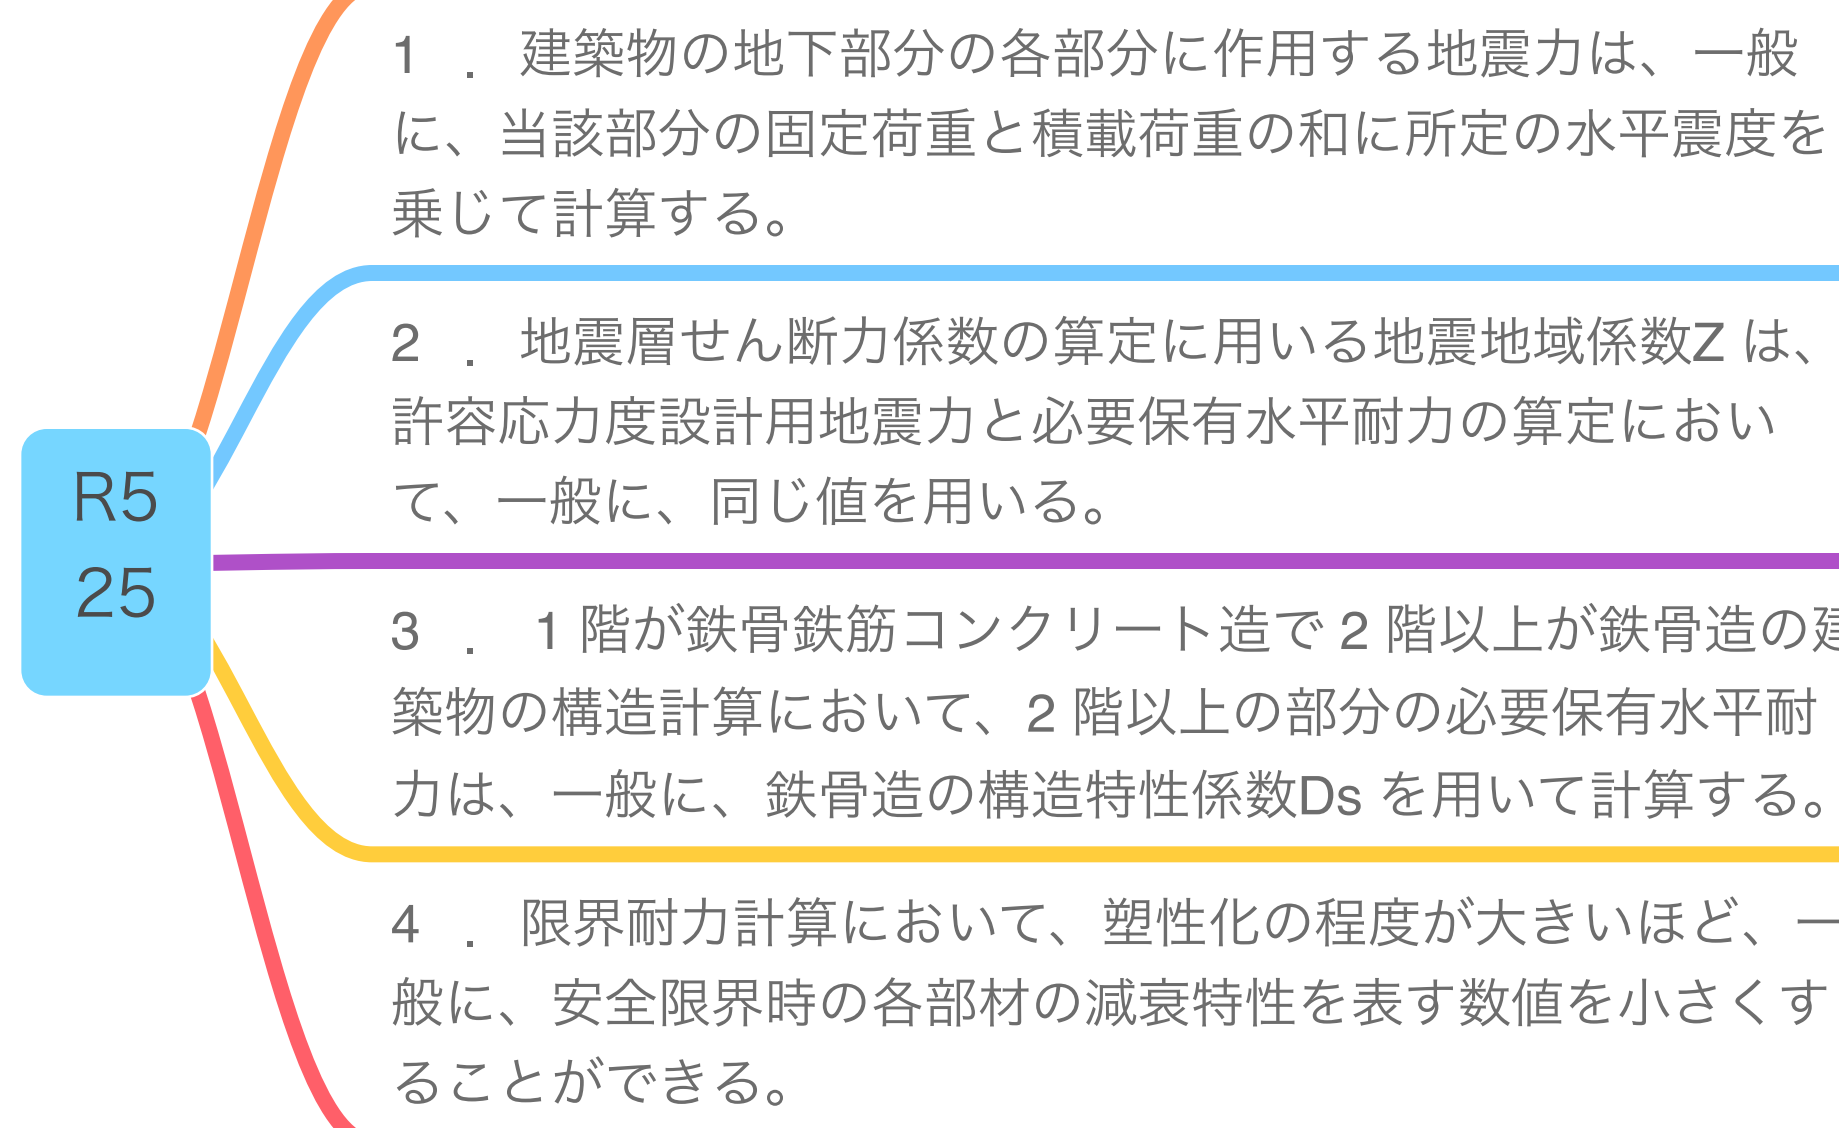 R5
25
1 . 建築物の地下部分の各部分に作用する地震力は、一般
に、当該部分の固定荷重と積載荷重の和に所定の水平震度を
乗じて計算する。
2 . 地震層せん断力係数の算定に用いる地震地域係数Z は、
許容応力度設計用地震力と必要保有水平耐力の算定におい
て、一般に、同じ値を用いる。
3 . 1 階が鉄骨鉄筋コンクリート造で 2 階以上が鉄骨造の建
築物の構造計算において、2 階以上の部分の必要保有水平耐
力は、一般に、鉄骨造の構造特性係数Ds を用いて計算する。
4 . 限界耐力計算において、塑性化の程度が大きいほど、一
般に、安全限界時の各部材の減衰特性を表す数値を小さくす
ることができる。